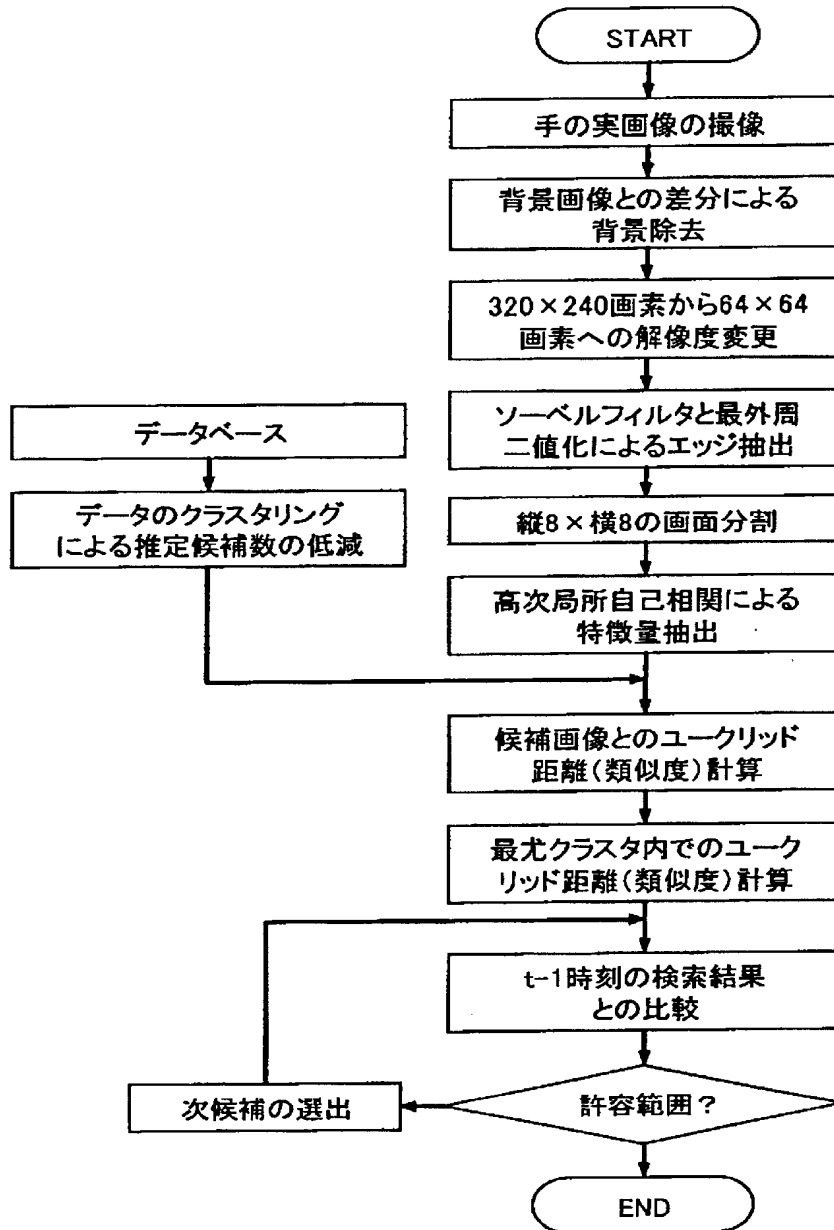 START
手の実画像の撮像
背景画像との差分による
背景除去
320×240画素から64×64
画素への解像度変更
ソーベルフィルタと最外周
二値化によるエッジ抽出
データベース
データのクラスタリング
による推定候補数の低減
縦8×横8の画面分割
高次局所自己相関による
特徴量抽出
候補画像とのユークリッド
距離(類似度)計算
最尤クラスタ内でのユーク
リッド距離(類似度)計算
t-1時刻の検索結果
との比較
次候補の選出
許容範囲?
END